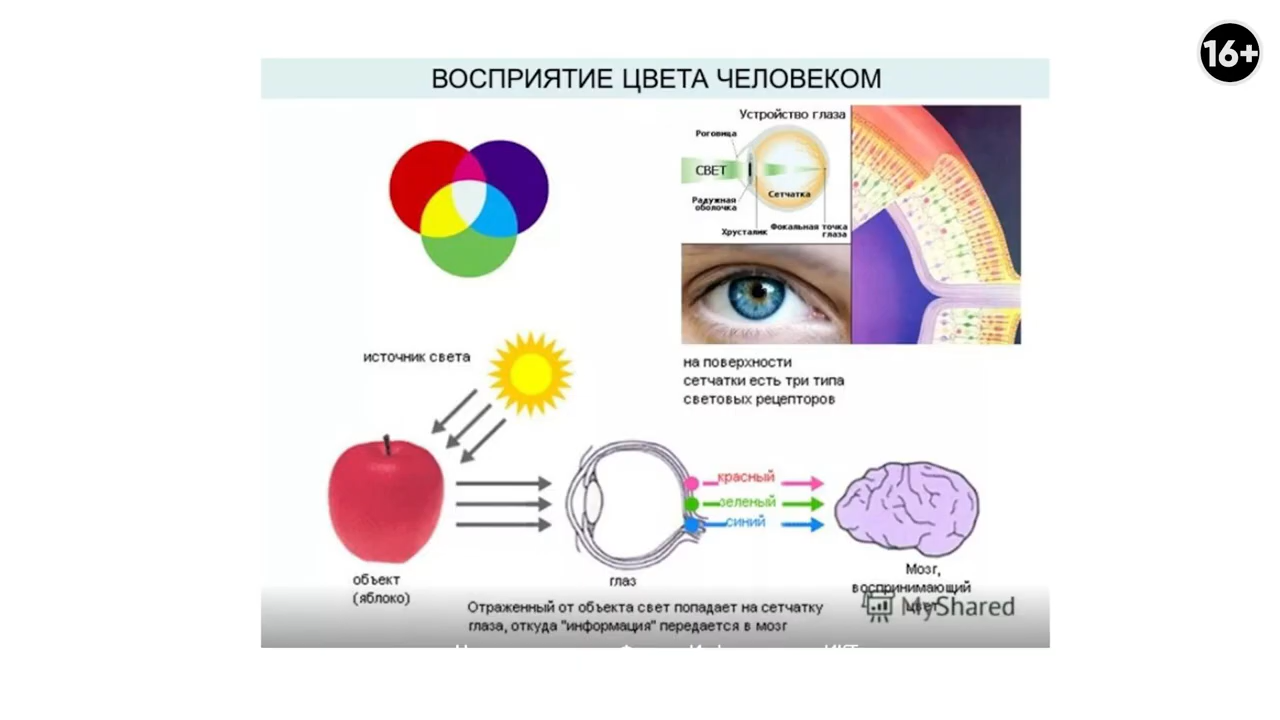 16+
ВОСПРИЯТИЕ ЦВЕТА ЧЕЛОВЕКОМ
Устройство глаза
Роговица
СВЕТ
Сетчатка
Радужная
оболочка
Хрусталик
Фокальная точка
глаза
источник света
на поверхности
сетчатки есть три типа
световых рецепторов
красный
зеленый
синий
объект
(яблоко)
глаз
Мозг,
воспринимающий
цвет
Отраженный от объекта свет попадает на сетчатку
глаза, откуда "информация" передается в мозг
MyShared